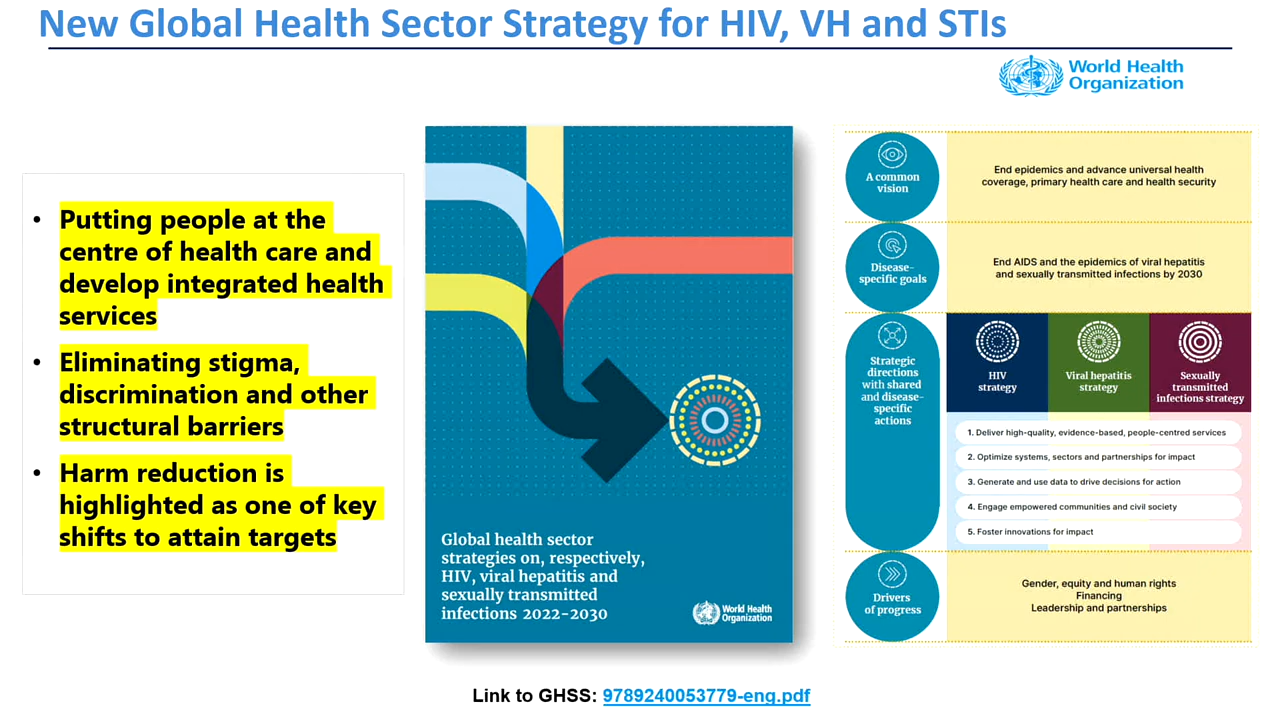 New Global Health Sector Strategy for HIV, VH and STIs
World Health
Organization
• Putting people at the
centre of health care and
develop integrated health
services
• Eliminating stigma,
discrimination and other
structural barriers
• Harm reduction is
highlighted as one of key
shifts to attain targets
Global health sector
strategies on, respectively,
HIV, viral hepatitis and
sexually transmitted
infections 2022–2030
World Health
Organization
A common
vision
End epidemics and advance universal health
coverage, primary health care and health security
Disease-
specific goals
End AIDS and the epidemics of viral hepatitis
and sexually transmitted infections by 2030
Strategic
directions
with shared
and disease-
specific
actions
HIV
strategy
Viral hepatitis
strategy
Sexually
transmitted
infections strategy
1. Deliver high-quality, evidence-based, people-centred services
2. Optimize systems, sectors and partnerships for impact
3. Generate and use data to drive decisions for action
4. Engage empowered communities and civil society
5. Foster innovations for impact
Drivers
of progress
Gender, equity and human rights
Financing
Leadership and partnerships
Link to GHSS: 9789240053779-eng.pdf